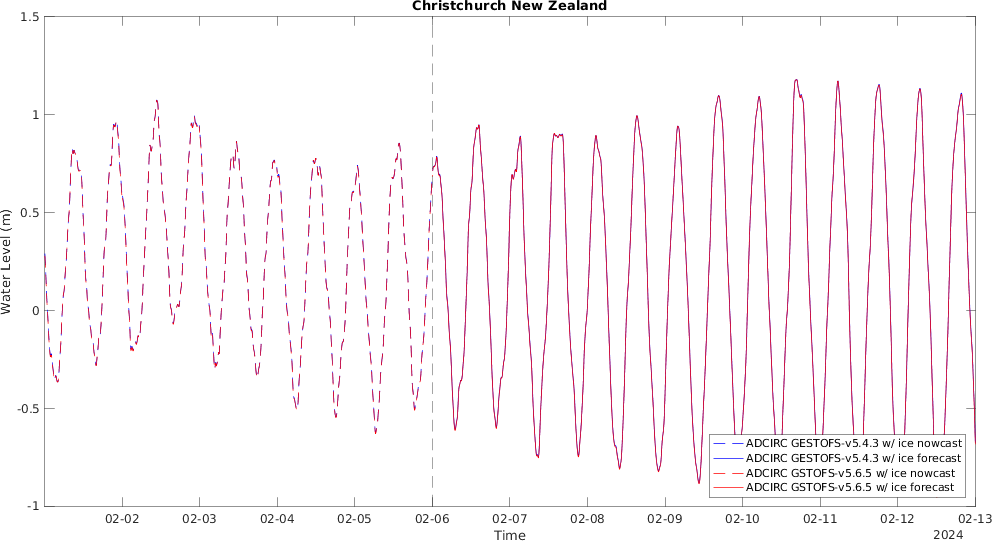 Christchurch New Zealand
1.5
1
0.5
0
-0.5
-1
Water Level (m)
ADCIRC GESTOFS-v5.4.3 w/ ice nowcast
ADCIRC GESTOFS-v5.4.3 w/ ice forecast
ADCIRC GSTOFS-v5.6.5 w/ ice nowcast
ADCIRC GSTOFS-v5.6.5 w/ ice forecast
02-02 02-03 02-04 02-05 02-06 02-07 02-08 02-09 02-10 02-11 02-12 02-13
Time
2024